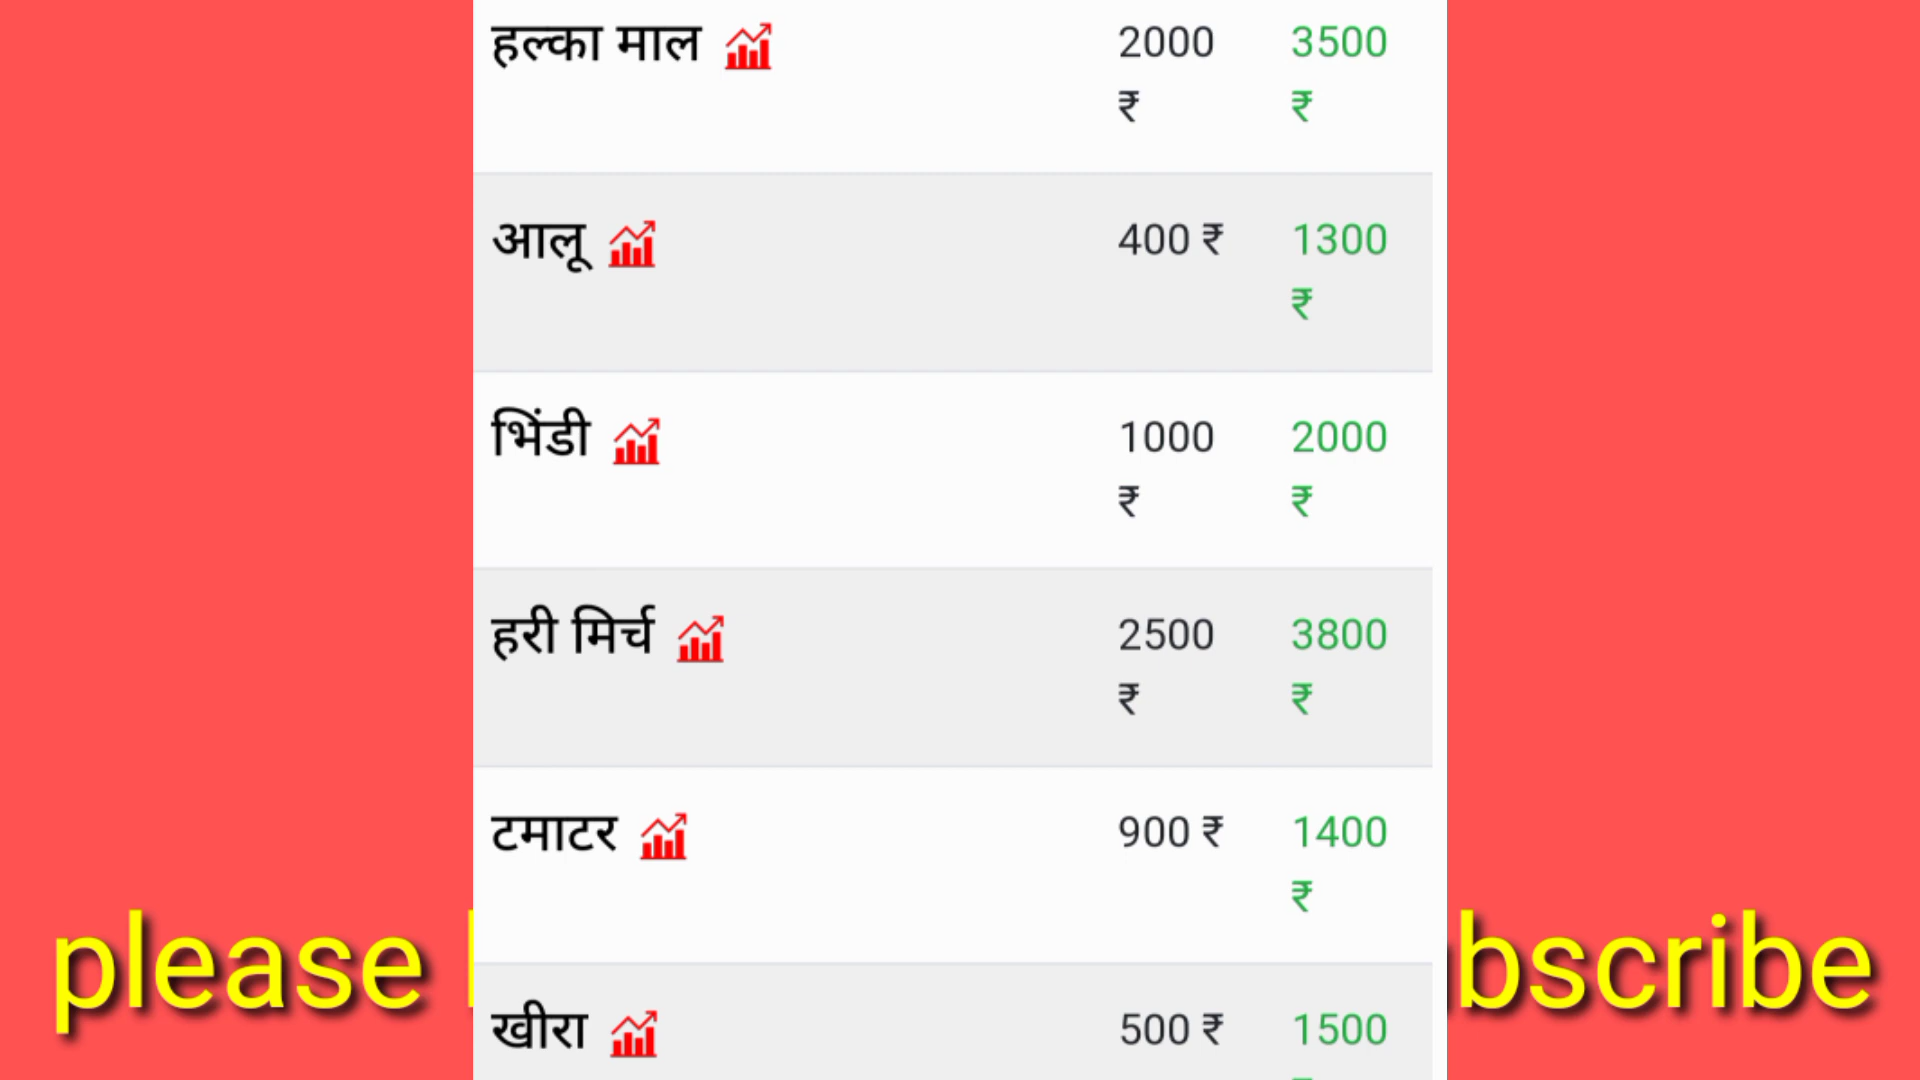 हल्का माल 2000 ₹ 3500 ₹
आलू 400 ₹ 1300 ₹
भिंडी 1000 ₹ 2000 ₹
हरी मिर्च 2500 ₹ 3800 ₹
टमाटर 900 ₹ 1400 ₹
खीरा 500 ₹ 1500
please bscribe